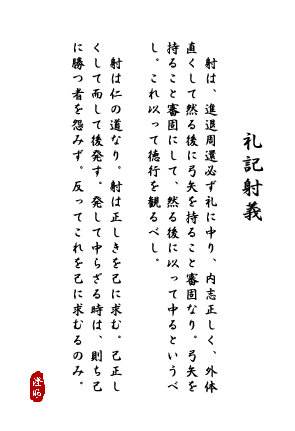 礼記射義
射は、進退周還必ず礼に中り、内志正しく、外体
直くして然る後に弓矢を持ること審固なり。弓矢を
持ること審固にして、然る後に以って中るというべ
し。これ以って徳行を観るべし。
射は仁の道なり。射は正しきを己に求む。己正し
くして而して後発す。発して中らざる時は、則ち己
に勝つ者を怨みず。反ってこれを己に求むるのみ。